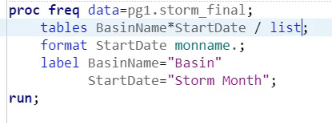 proc freq data=pg1.storm_final;
    tables BasinName*StartDate / list;
    format StartDate monname.;
    label BasinName="Basin"
          StartDate="Storm Month";
run;